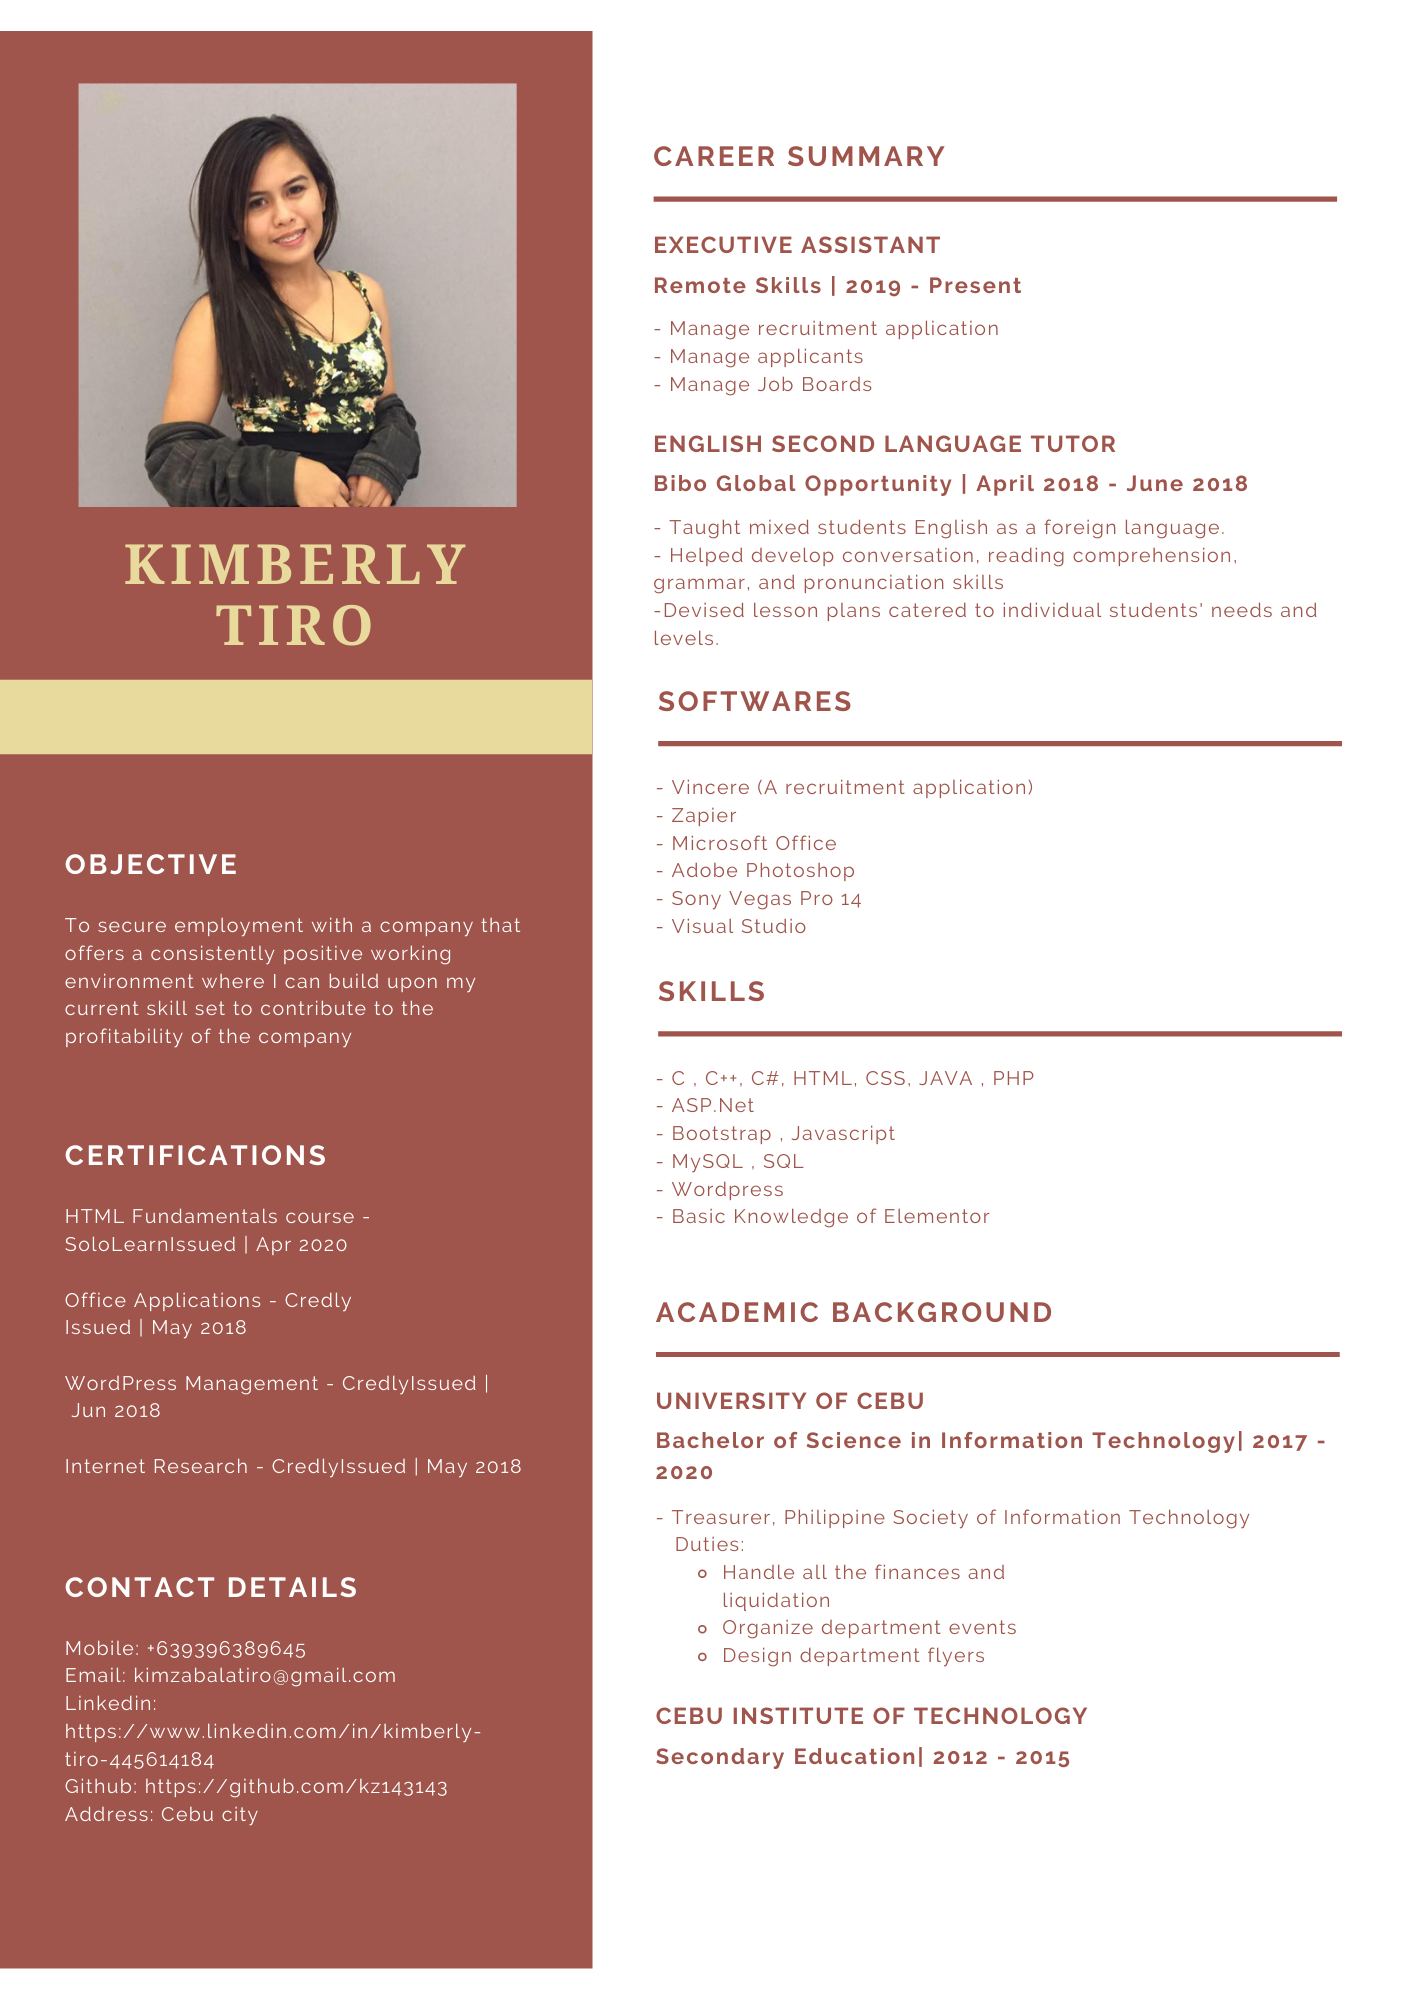 KIMBERLY
TIRO
OBJECTIVE
To secure employment with a company that
offers a consistently positive working
environment where I can build upon my
current skill set to contribute to the
profitability of the company
CERTIFICATIONS
HTML Fundamentals course -
SoloLearnIssued | Apr 2020
Office Applications - Credly
Issued | May 2018
WordPress Management - CredlyIssued |
Jun 2018
Internet Research - CredlyIssued | May 2018
CONTACT DETAILS
Mobile: +639396389645
Email: kimzabalatiro@gmail.com
Linkedin:
https://www.linkedin.com/in/kimberly-
tiro-445614184
Github: https://github.com/kz143143
Address: Cebu city
CAREER SUMMARY
EXECUTIVE ASSISTANT
Remote Skills | 2019 - Present
- Manage recruitment application
- Manage applicants
- Manage Job Boards
ENGLISH SECOND LANGUAGE TUTOR
Bibo Global Opportunity | April 2018 - June 2018
- Taught mixed students English as a foreign language.
- Helped develop conversation, reading comprehension,
grammar, and pronunciation skills
-Devised lesson plans catered to individual students' needs and
levels.
SOFTWARES
- Vincere (A recruitment application)
- Zapier
- Microsoft Office
- Adobe Photoshop
- Sony Vegas Pro 14
- Visual Studio
SKILLS
- C , C++, C#, HTML, CSS, JAVA , PHP
- ASP.Net
- Bootstrap , Javascript
- MySQL , SQL
- Wordpress
- Basic Knowledge of Elementor
ACADEMIC BACKGROUND
UNIVERSITY OF CEBU
Bachelor of Science in Information Technology| 2017 -
2020
- Treasurer, Philippine Society of Information Technology
Duties:
Handle all the finances and
liquidation
Organize department events
Design department flyers
CEBU INSTITUTE OF TECHNOLOGY
Secondary Education| 2012 - 2015